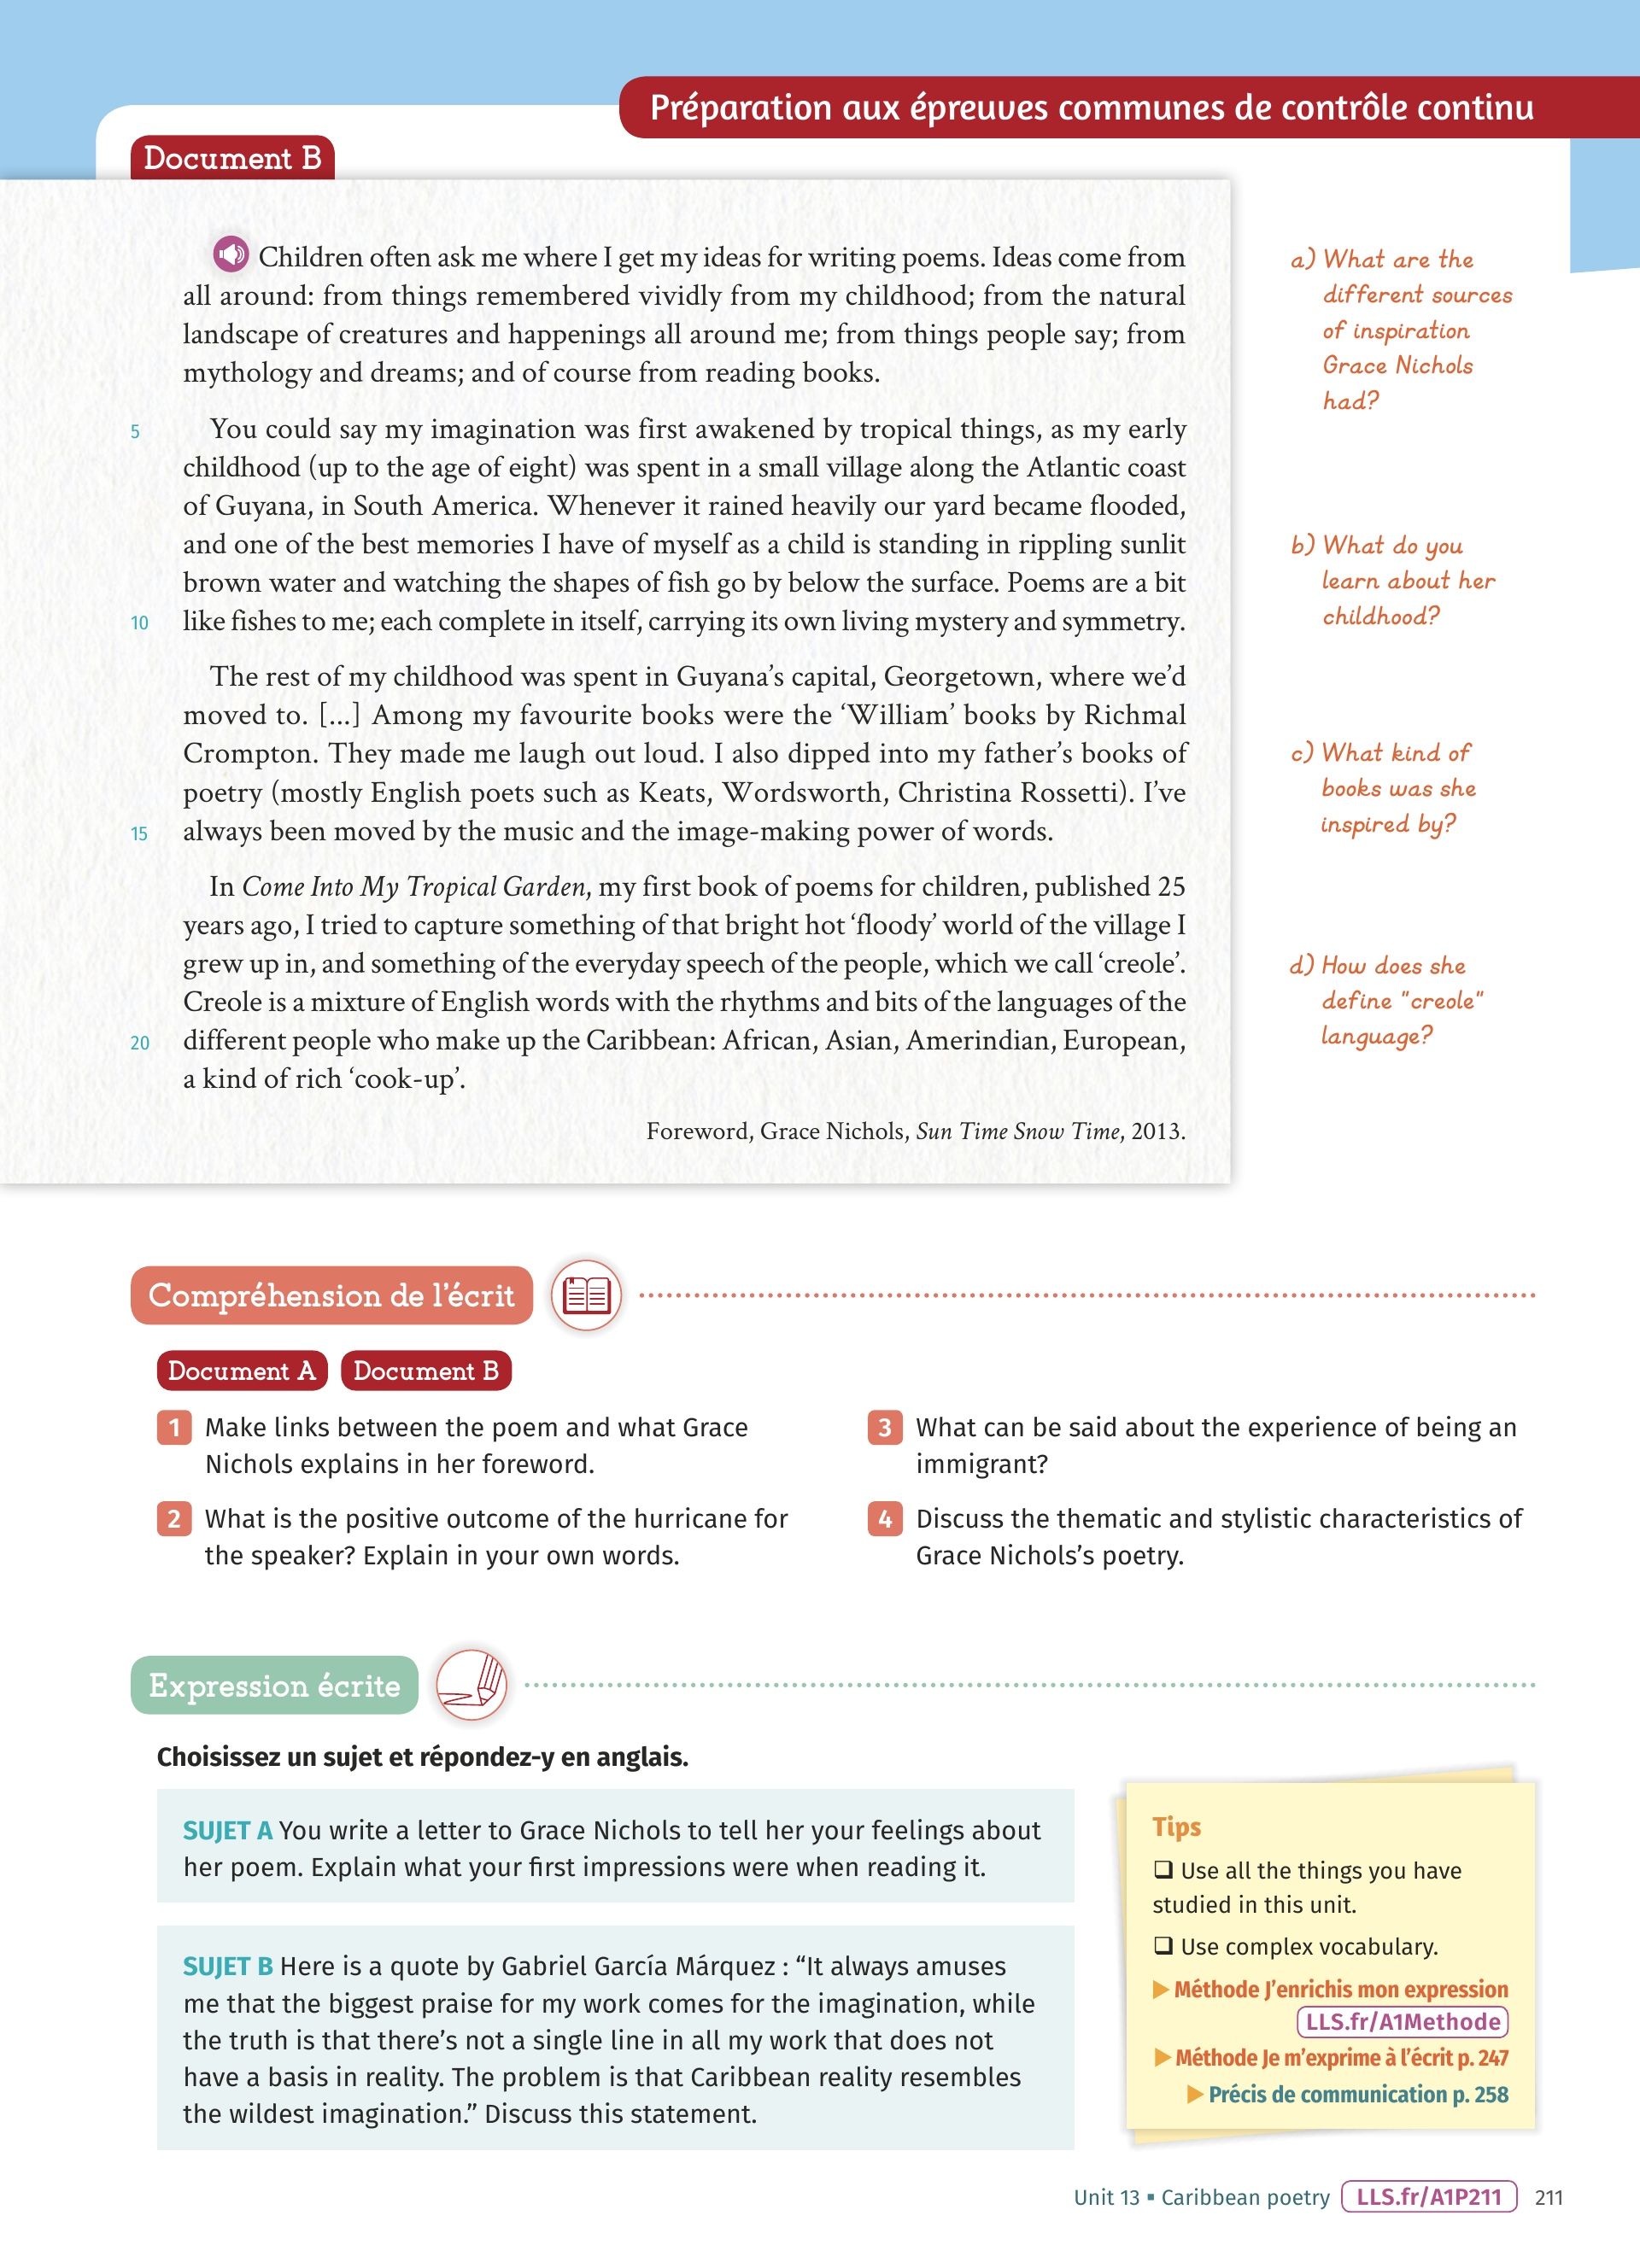 Préparation aux épreuves communes de contrôle continu
Document B
Children often ask me where I get my ideas for writing poems. Ideas come from
all around: from things remembered vividly from my childhood; from the natural
landscape of creatures and happenings all around me; from things people say; from
mythology and dreams; and of course from reading books.
5 You could say my imagination was first awakened by tropical things, as my early
childhood (up to the age of eight) was spent in a small village along the Atlantic coast
of Guyana, in South America. Whenever it rained heavily our yard became flooded,
and one of the best memories I have of myself as a child is standing in rippling sunlit
brown water and watching the shapes of fish go by below the surface. Poems are a bit
10 like fishes to me; each complete in itself, carrying its own living mystery and symmetry.
The rest of my childhood was spent in Guyana’s capital, Georgetown, where we’d
moved to. [...] Among my favourite books were the ‘William’ books by Richmal
Crompton. They made me laugh out loud. I also dipped into my father’s books of
poetry (mostly English poets such as Keats, Wordsworth, Christina Rossetti). I’ve
15 always been moved by the music and the image-making power of words.
In Come Into My Tropical Garden, my first book of poems for children, published 25
years ago, I tried to capture something of that bright hot ‘floody’ world of the village I
grew up in, and something of the everyday speech of the people, which we call ‘creole’.
Creole is a mixture of English words with the rhythms and bits of the languages of the
20 different people who make up the Caribbean: African, Asian, Amerindian, European,
a kind of rich ‘cook-up’.
Foreword, Grace Nichols, Sun Time Snow Time, 2013.
a) What are the
different sources
of inspiration
Grace Nichols
had?
b) What do you
learn about her
childhood?
c) What kind of
books was she
inspired by?
d) How does she
define "creole"
language?
Compréhension de l’écrit
Document A Document B
1 Make links between the poem and what Grace
Nichols explains in her foreword.
2 What is the positive outcome of the hurricane for
the speaker? Explain in your own words.
3 What can be said about the experience of being an
immigrant?
4 Discuss the thematic and stylistic characteristics of
Grace Nichols’s poetry.
Expression écrite
Choisissez un sujet et répondez-y en anglais.
SUJET A You write a letter to Grace Nichols to tell her your feelings about
her poem. Explain what your first impressions were when reading it.
SUJET B Here is a quote by Gabriel García Márquez : “It always amuses
me that the biggest praise for my work comes for the imagination, while
the truth is that there’s not a single line in all my work that does not
have a basis in reality. The problem is that Caribbean reality resembles
the wildest imagination.” Discuss this statement.
Tips
❑ Use all the things you have
studied in this unit.
❑ Use complex vocabulary.
▶ Méthode J’enrichis mon expression
LLS.fr/A1Methode
▶ Méthode Je m’exprime à l’écrit p. 247
▶ Précis de communication p. 258
Unit 13 ▪ Caribbean poetry LLS.fr/A1P211 211